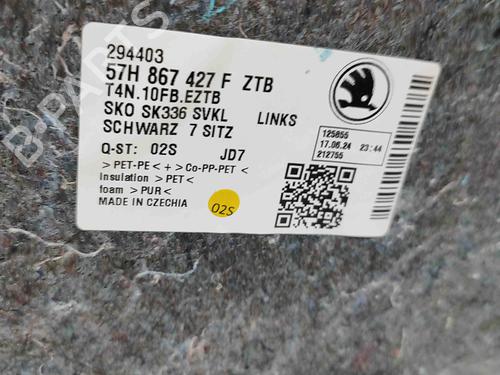 294403
57H 867 427 F ZTB
T4N.10FB.EZTB
SKO SK336 SVKL LINKS
SCHWARZ 7 SITZ
Q-ST: 02S JD7
>PET-PE< + >Co-PP-PET<
Insulation >PET<
foam >PUR<
MADE IN CZECHIA
02S
125855
17.06.24 23:44
212755
B-PARTS